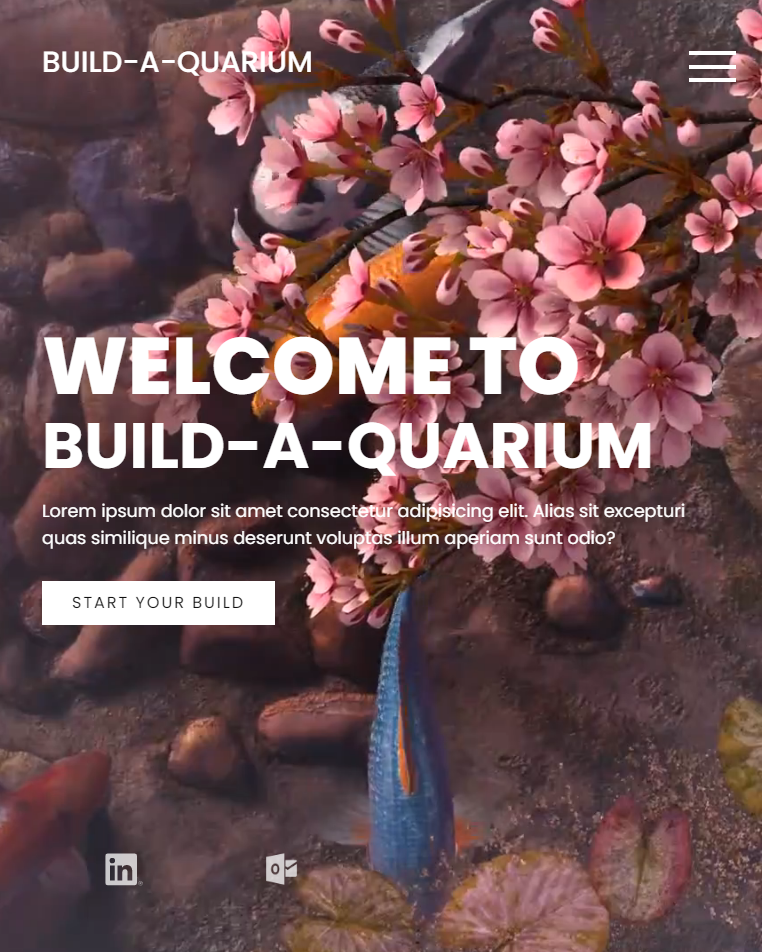 BUILD-A-QUARIUM
WELCOME TO
BUILD-A-QUARIUM
Lorem ipsum dolor sit amet consectetur adipisicing elit. Alias sit excepturi
quas similique minus deserunt voluptas illum aperiam sunt odio?
START YOUR BUILD
in
O